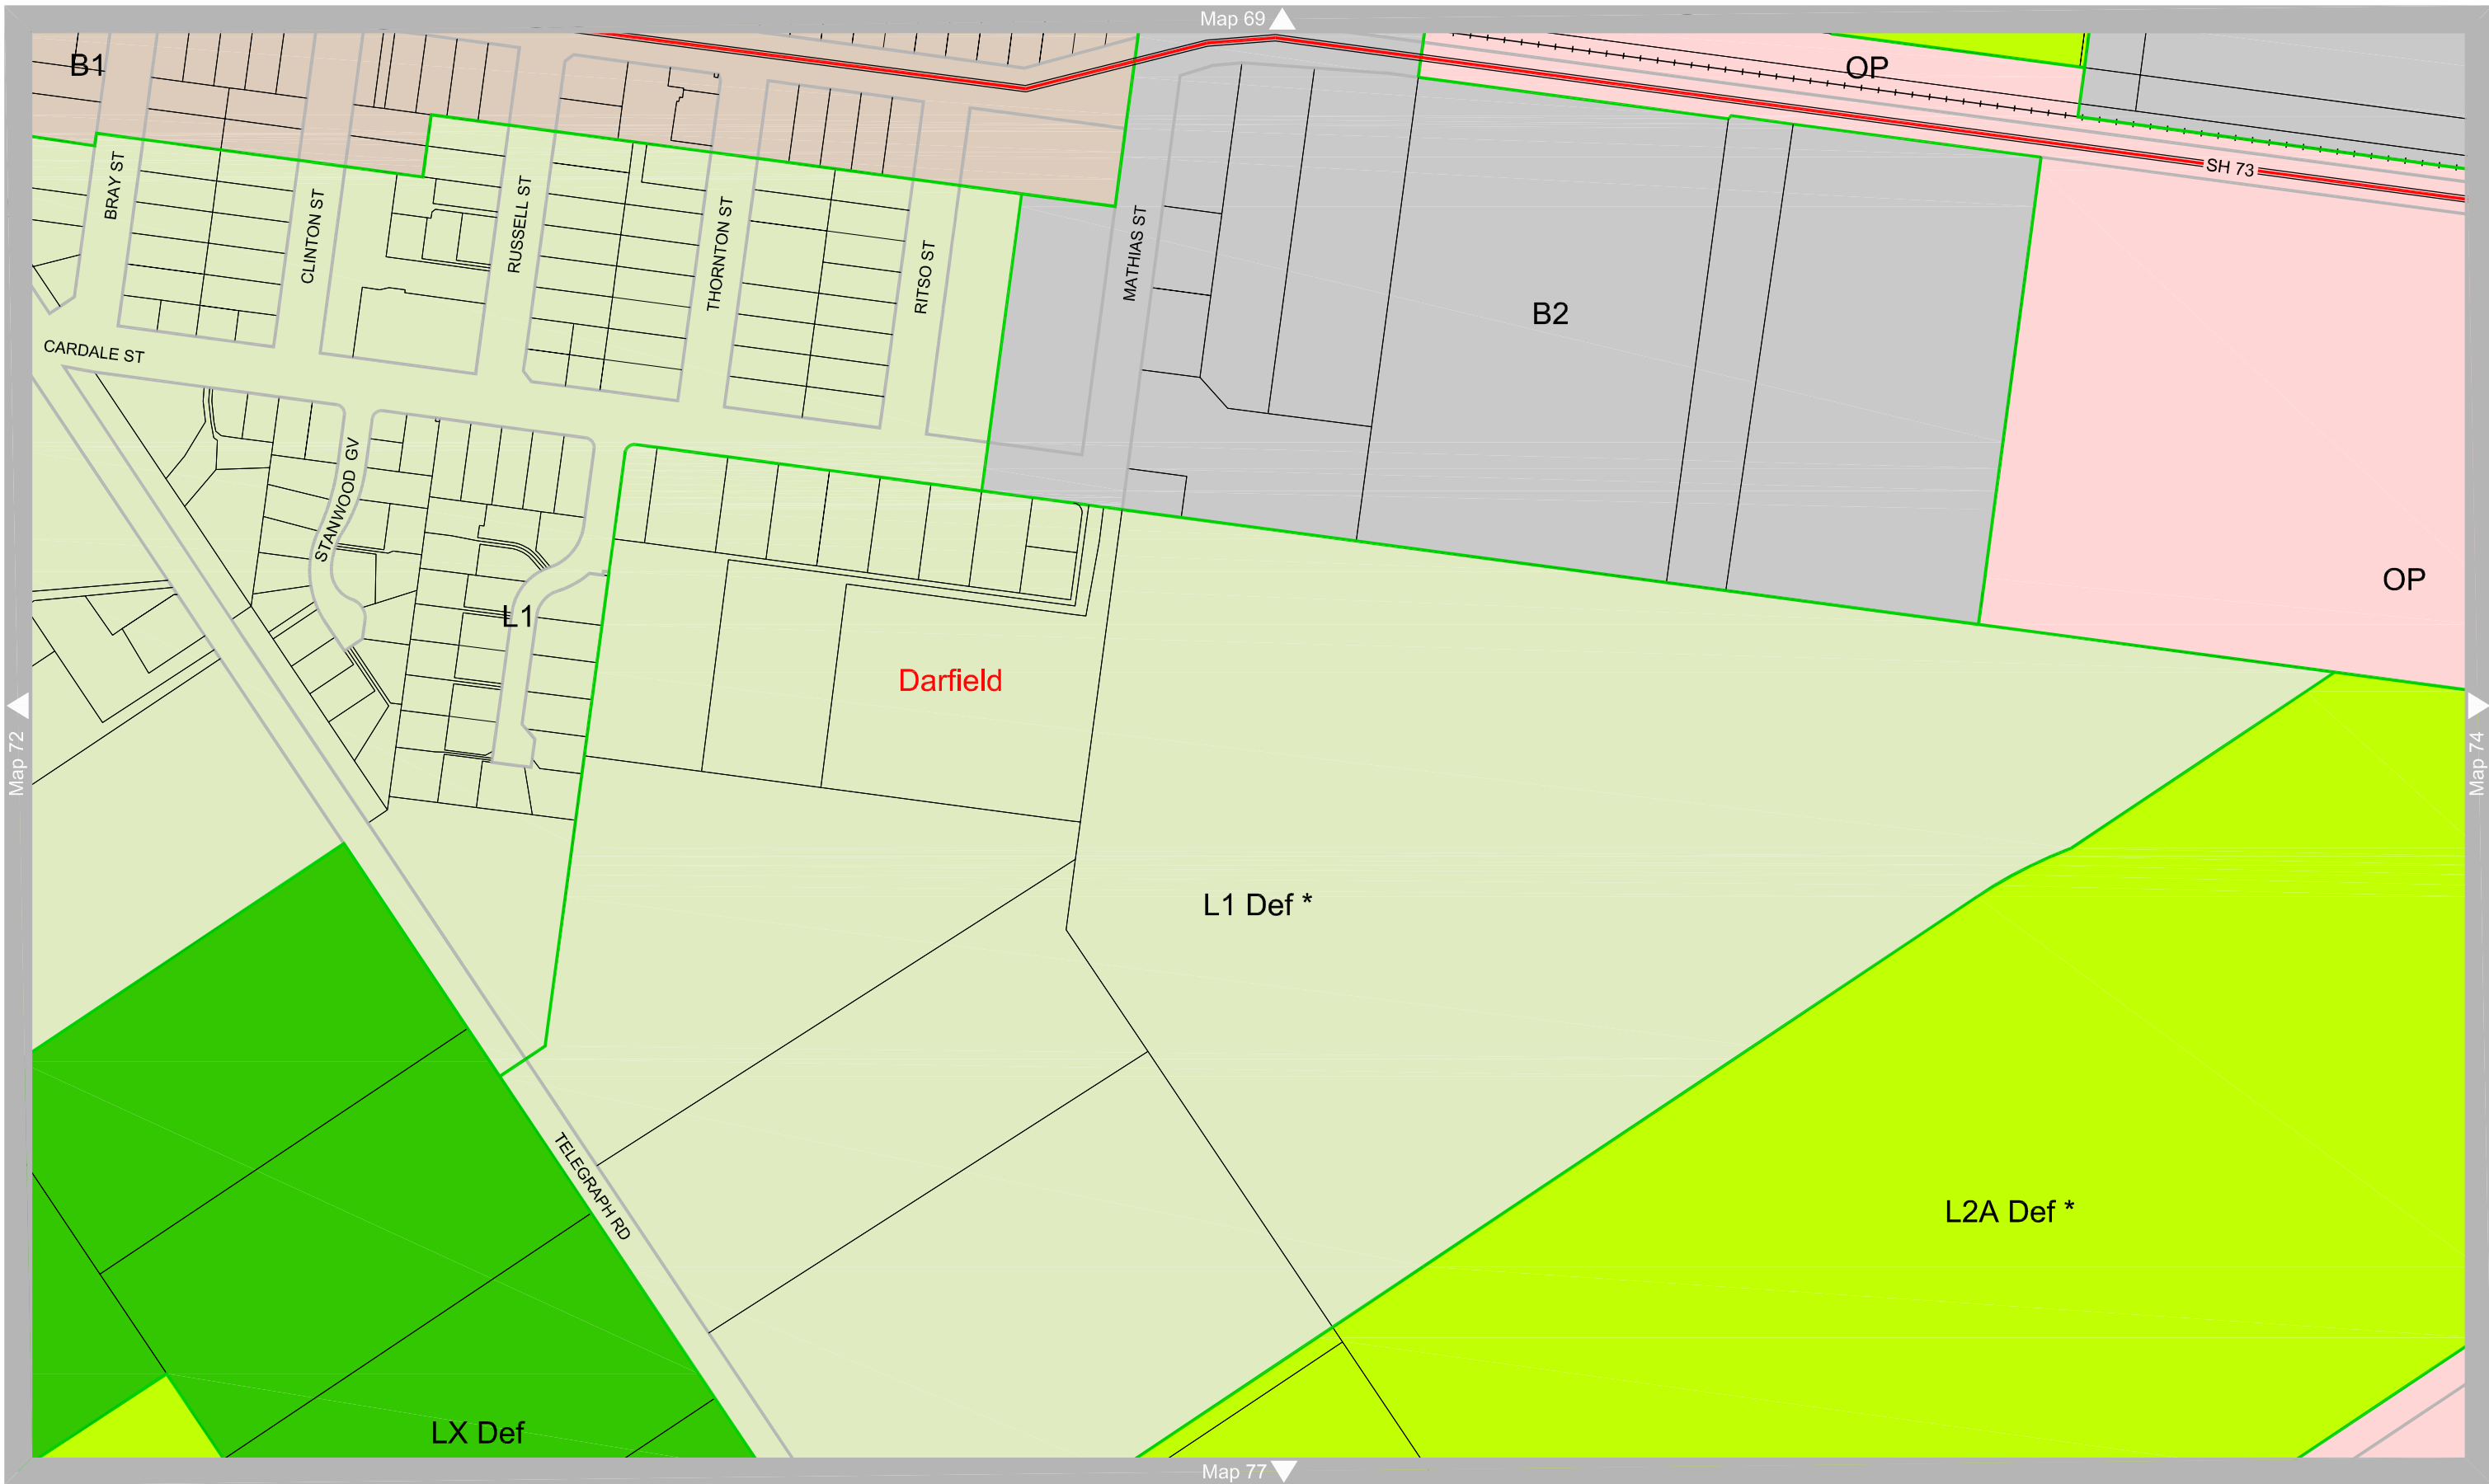 Map 69
B1
OP
SH 73
BRAY ST
CLINTON ST
RUSSELL ST
THORNTON ST
RITSO ST
MATHIAS ST
B2
CARDALE ST
STANWOOD GV
OP
L1
Darfield
Map 72
Map 74
L1 Def *
TELEGRAPH RD
L2A Def *
LX Def
Map 77